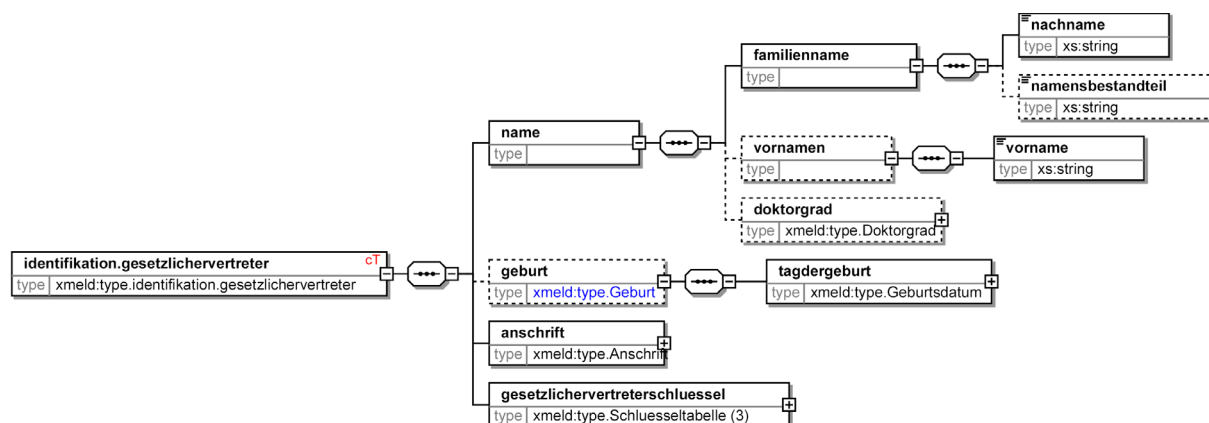 nachname
type xs:string
familienname
type
namensbestandteil
type xs:string
name
type
vornamen
type
vorname
type xs:string
doktorgrad
type xmeld:type.Doktorgrad
identifikation.gesetzlichervertreter cT
type xmeld:type.identifikation.gesetzlichervertreter
geburt
type xmeld:type.Geburt
tagdergeburt
type xmeld:type.Geburtsdatum
anschrift
type xmeld:type.Anschrift
gesetzlichervertreterschluessel
type xmeld:type.Schluesseltabelle (3)